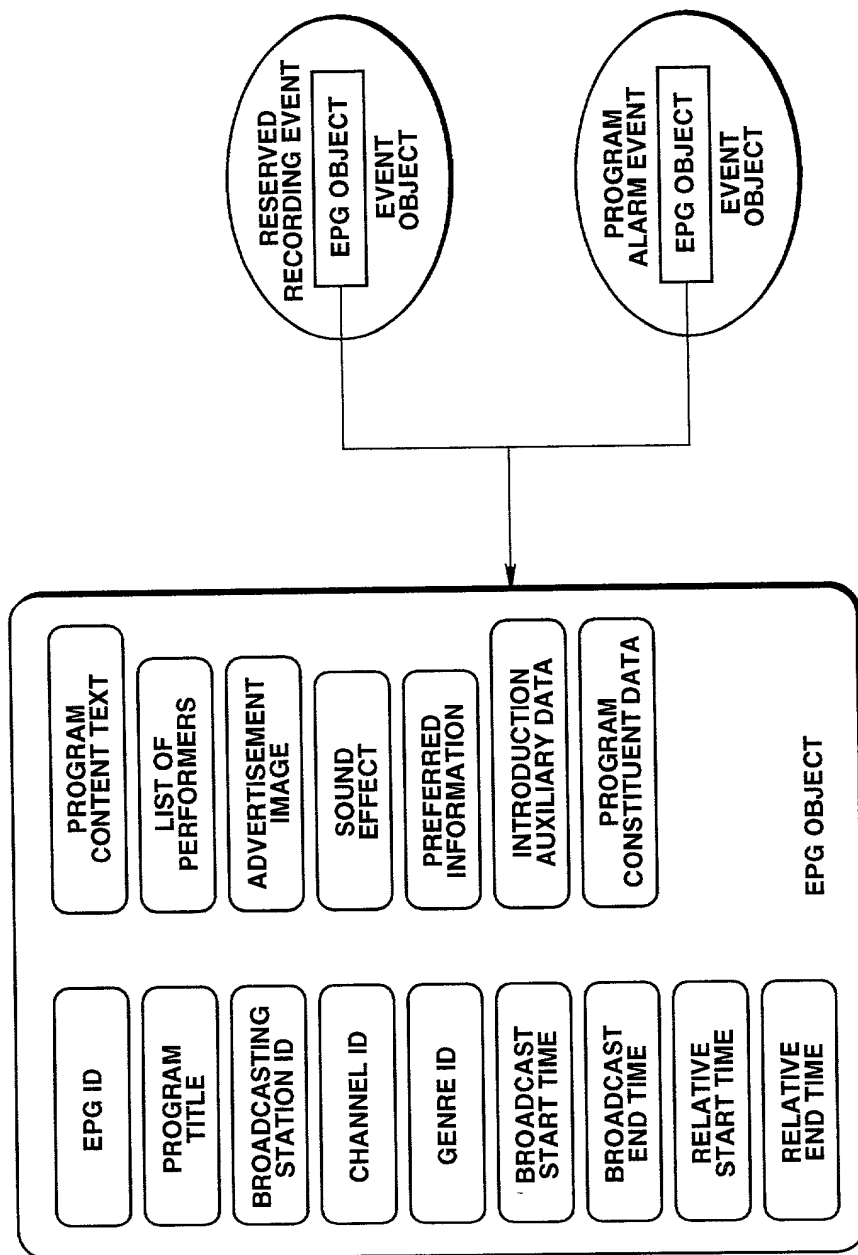 EPG ID
PROGRAM
TITLE
BROADCASTING
STATION ID
CHANNEL ID
GENRE ID
BROADCAST
START TIME
BROADCAST
END TIME
RELATIVE
START TIME
RELATIVE
END TIME
PROGRAM
CONTENT TEXT
LIST OF
PERFORMERS
ADVERTISEMENT
IMAGE
SOUND
EFFECT
PREFERRED
INFORMATION
INTRODUCTION
AUXILIARY DATA
PROGRAM
CONSTITUENT DATA
EPG OBJECT
RESERVED
RECORDING EVENT
EPG OBJECT
EVENT
OBJECT
PROGRAM
ALARM EVENT
EPG OBJECT
EVENT
OBJECT